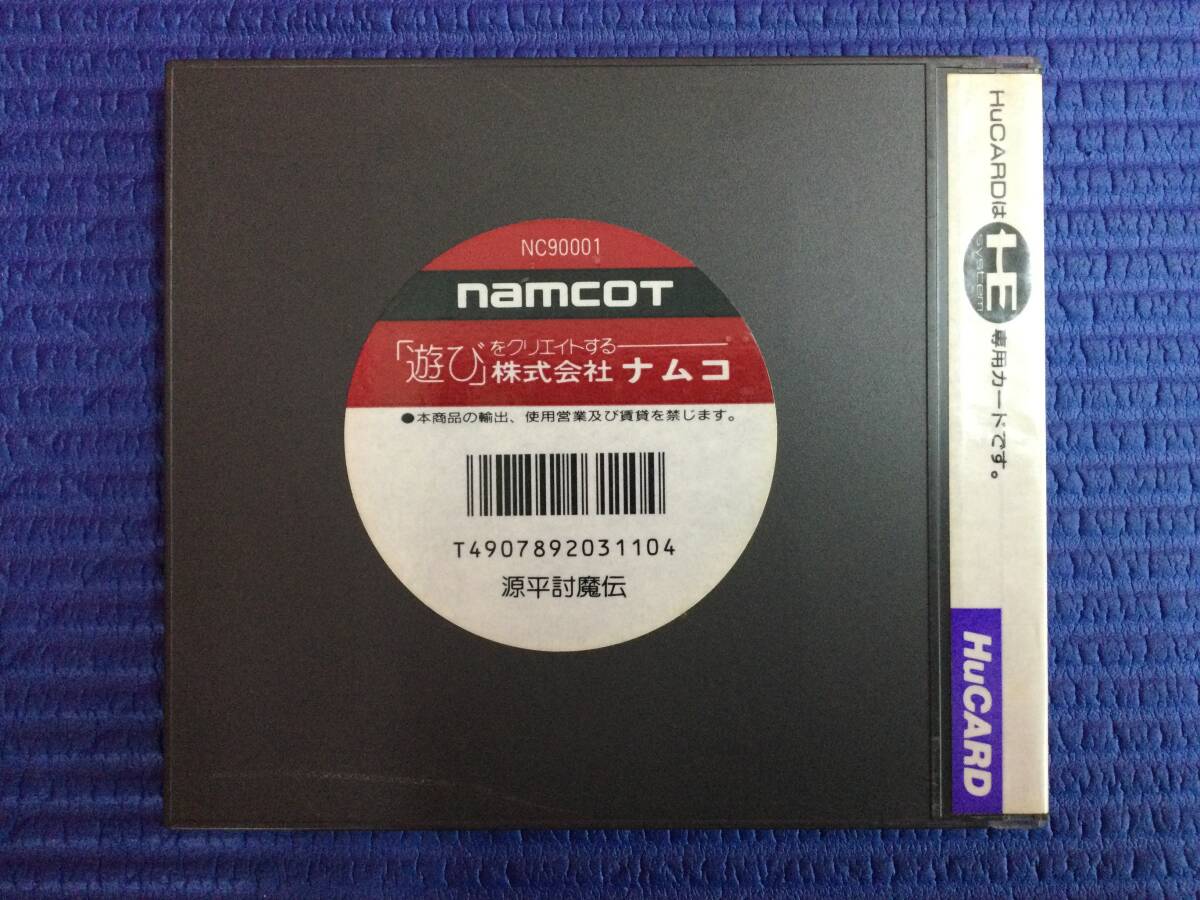 NC90001
namcot
「遊び」をクリエイトする
株式会社ナムコ
●本商品の輸出、使用営業及び賃貸を禁じます。
T4907892031104
源平討魔伝
HuCARDは HE system 専用カードです。
HuCARD